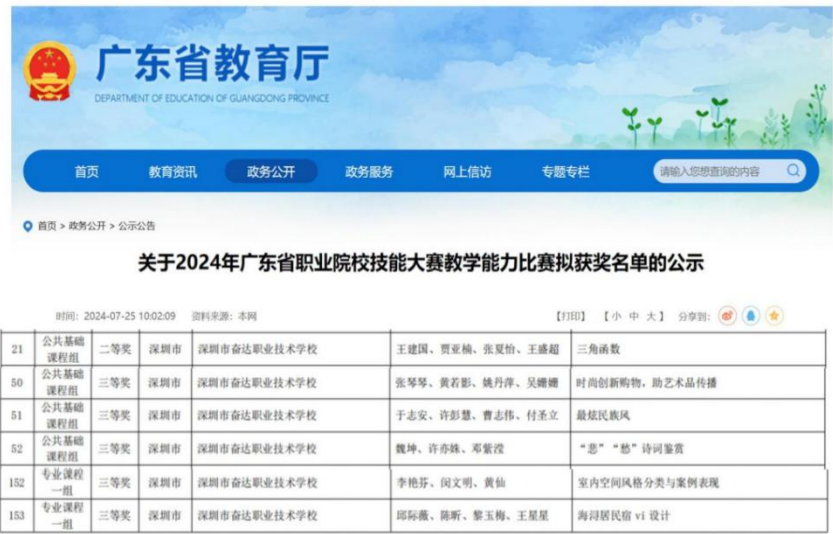 广东省教育厅
DEPARTMENT OF EDUCATION OF GUANGDONG PROVINCE
首页 教育资讯 政务公开 政务服务 网上信访 专题专栏 请输入您想查询的内容
首页 > 政务公开 > 公示公告
关于2024年广东省职业院校技能大赛教学能力比赛拟获奖名单的公示
时间：2024-07-25 10:02:09 资料来源：本网 【打印】 【小 中 大】 分享到：
21 公共基础课程组 二等奖 深圳市 深圳市奋达职业技术学校 王建国、贾亚楠、张夏怡、王盛超 三角函数
50 公共基础课程组 三等奖 深圳市 深圳市奋达职业技术学校 张琴琴、黄若影、姚丹萍、吴姗姗 时尚创新购物，助艺术品传播
51 公共基础课程组 三等奖 深圳市 深圳市奋达职业技术学校 于志安、许彭慧、曹志伟、付圣立 最炫民族风
52 公共基础课程组 三等奖 深圳市 深圳市奋达职业技术学校 魏坤、许亦姝、邓紫滢 “悲”“愁”诗词鉴赏
152 专业课程一组 三等奖 深圳市 深圳市奋达职业技术学校 李艳芬、闵文明、黄仙 室内空间风格分类与案例表现
153 专业课程一组 三等奖 深圳市 深圳市奋达职业技术学校 邱际薇、陈昕、黎玉梅、王星星 海浔居民宿 vi 设计